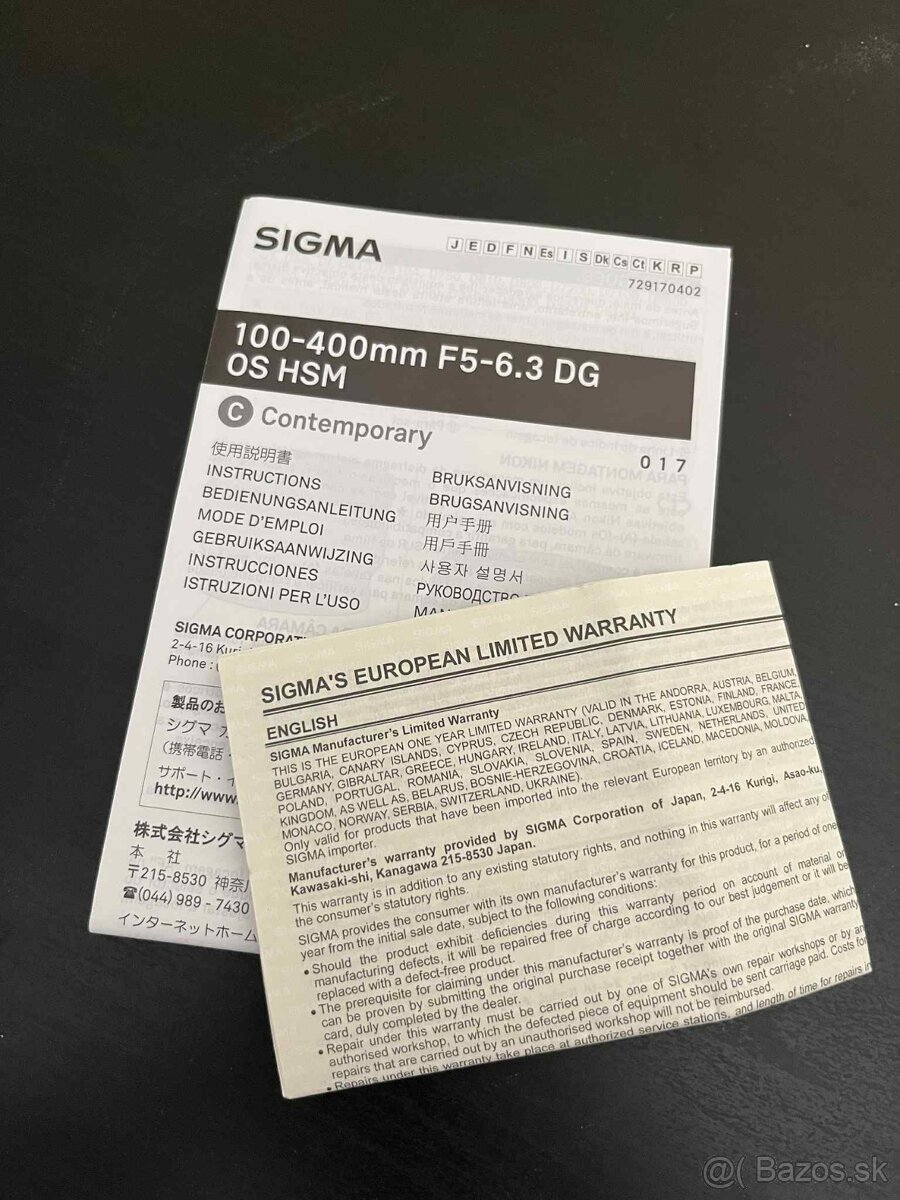 SIGMA
J E D F N Es I S Dk Cs Ct K R P
729170402
100-400mm F5-6.3 DG
OS HSM
C Contemporary
017
使用説明書
INSTRUCTIONS
BEDIENUNGSANLEITUNG
MODE D'EMPLOI
GEBRUIKSAANWIJZING
INSTRUCCIONES
ISTRUZIONI PER L'USO
BRUKSANVISNING
BRUGSANVISNING
用户手册
用戶手冊
사용자 설명서
РУКОВОДСТВО
SIGMA
2-4-16
Phone : (
製品のお
シグマ カ
(携帯電話・
サポート・イ
http://www.
株式会社シグマ
本 社
〒215-8530 神奈川
☎(044) 989 - 7430
インターネットホーム
SIGMA'S EUROPEAN LIMITED WARRANTY
ENGLISH
SIGMA Manufacturer's Limited Warranty
THIS IS THE EUROPEAN ONE YEAR LIMITED WARRANTY (VALID IN THE ANDORRA, AUSTRIA, BELGIUM,
BULGARIA, CANARY ISLANDS, CYPRUS, CZECH REPUBLIC, DENMARK, ESTONIA, FINLAND, FRANCE,
GERMANY, GIBRALTAR, GREECE, HUNGARY, IRELAND, ITALY, LATVIA, LITHUANIA, LUXEMBOURG, MALTA,
POLAND, PORTUGAL, ROMANIA, SLOVAKIA, SLOVENIA, SPAIN, SWEDEN, NETHERLANDS, UNITED
KINGDOM, AS WELL AS, BELARUS, BOSNIE-HERZEGOVINA, CROATIA, ICELAND, MACEDONIA, MOLDOVA,
MONACO, NORWAY, SERBIA, SWITZERLAND, UKRAINE).
Only valid for products that have been imported into the relevant European territory by an authorized
SIGMA importer.
Manufacturer's warranty provided by SIGMA Corporation of Japan, 2-4-16 Kurigi, Asao-ku,
Kawasaki-shi, Kanagawa 215-8530 Japan.
This warranty is in addition to any existing statutory rights, and nothing in this warranty will affect any of
the consumer's statutory rights.
SIGMA provides the consumer with its own manufacturer's warranty for this product, for a period of one
year from the initial sale date, subject to the following conditions:
• Should the product exhibit deficiencies during this warranty period on account of material or
manufacturing defects, it will be repaired free of charge according to our best judgement or it will be
replaced with a defect-free product.
• The prerequisite for claiming under this manufacturer's warranty is proof of the purchase date, which
can be proven by submitting the original purchase receipt together with the original SIGMA warranty
card, duly completed by the dealer.
• Repair under this warranty must be carried out by one of SIGMA's own repair workshops or by an
authorised workshop, to which the defected piece of equipment should be sent carriage paid. Costs for
repairs that are carried out by an unauthorised workshop will not be reimbursed.
• Repairs under this warranty take place at authorized service stations, and length of time for repairs is
@( Bazos.sk